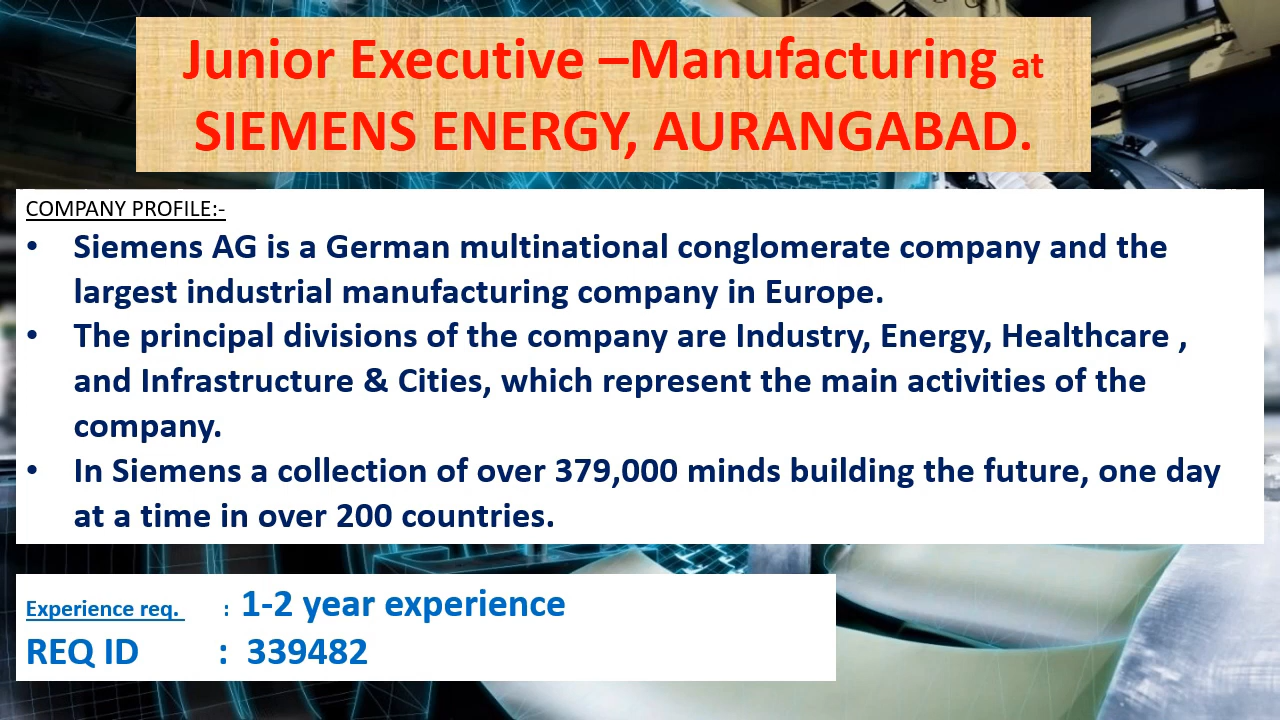 Junior Executive –Manufacturing at
SIEMENS ENERGY, AURANGABAD.
COMPANY PROFILE:-
• Siemens AG is a German multinational conglomerate company and the
largest industrial manufacturing company in Europe.
• The principal divisions of the company are Industry, Energy, Healthcare ,
and Infrastructure & Cities, which represent the main activities of the
company.
• In Siemens a collection of over 379,000 minds building the future, one day
at a time in over 200 countries.
Experience req. : 1-2 year experience
REQ ID : 339482